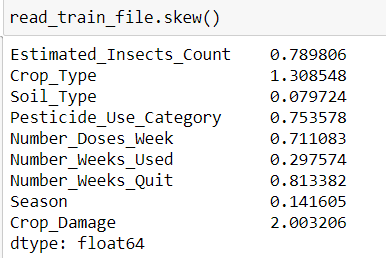 read_train_file.skew()
Estimated_Insects_Count 0.789806
Crop_Type 1.308548
Soil_Type 0.079724
Pesticide_Use_Category 0.753578
Number_Doses_Week 0.711083
Number_Weeks_Used 0.297574
Number_Weeks_Quit 0.813382
Season 0.141605
Crop_Damage 2.003206
dtype: float64